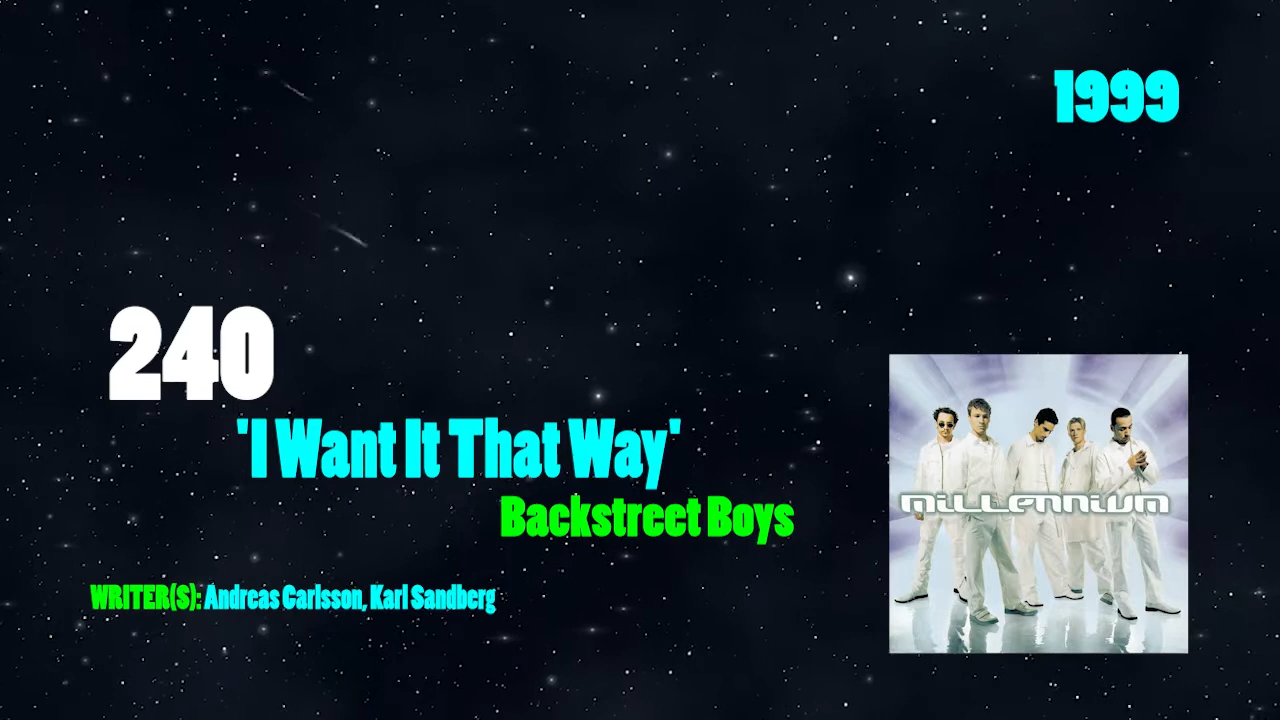 1999
240
'I Want It That Way'
Backstreet Boys
WRITER(S): Andreas Carlsson, Karl Sandberg
MILLENNIUM